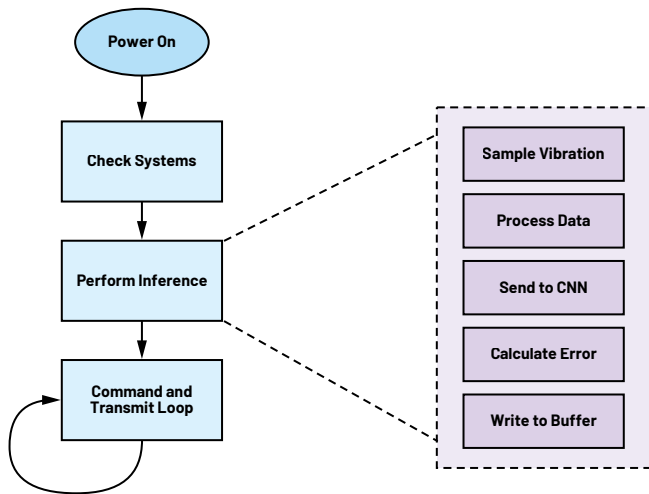 Power On
Check Systems
Perform Inference
Command and
Transmit Loop
Sample Vibration
Process Data
Send to CNN
Calculate Error
Write to Buffer